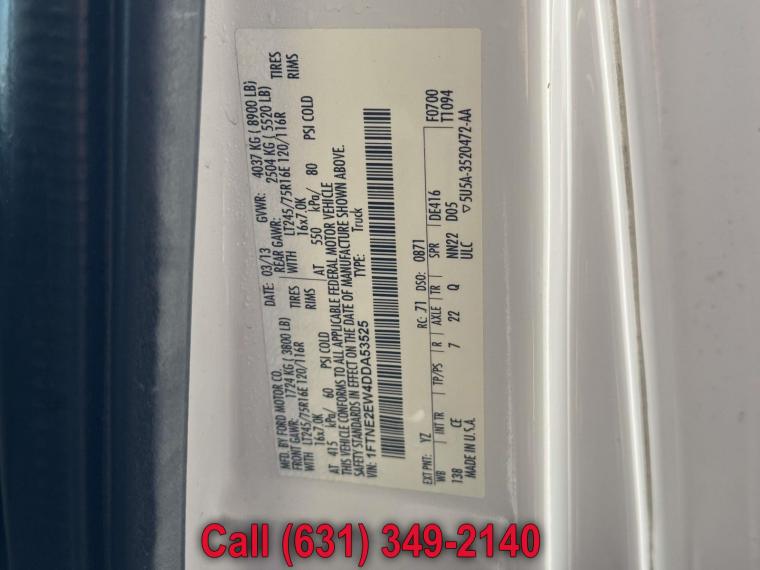 MFD. BY FORD MOTOR CO.
DATE: 03/13 GVWR: 4037 KG ( 8900 LB)
FRONT GAWR: 1724 KG ( 3800 LB)
REAR GAWR: 2504 KG ( 5520 LB)
WITH LT245/75R16E 120/116R TIRES
WITH LT245/75R16E 120/116R TIRES
16x7.0K RIMS
16x7.0K RIMS
AT 415 kPa/ 60 PSI COLD
AT 550 kPa/ 80 PSI COLD
THIS VEHICLE CONFORMS TO ALL APPLICABLE FEDERAL MOTOR VEHICLE
SAFETY STANDARDS IN EFFECT ON THE DATE OF MANUFACTURE SHOWN ABOVE.
VIN: 1FTNE2EW4DDA53525
TYPE: Truck
EXT PNT: YZ RC: 71 DSO: 0871
WB INT TR TP/PS R AXLE TR SPR DE416 F0700
138 CE 7 22 Q NN22 D05 T1094
MADE IN U.S.A. ULC ▽5U5A-3520472-AA
Call (631) 349-2140